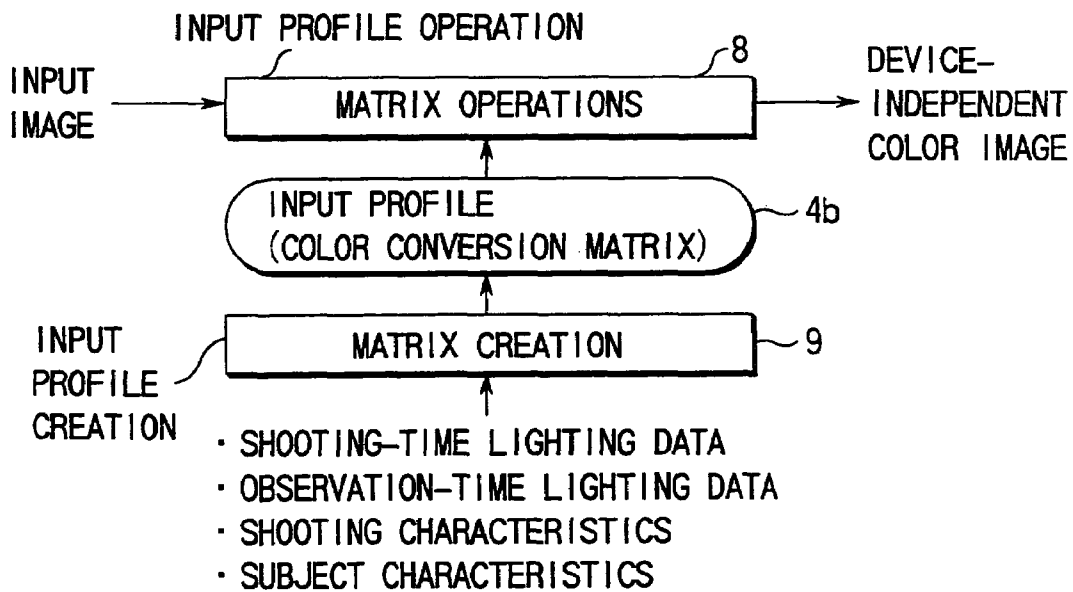 INPUT PROFILE OPERATION
8
INPUT
IMAGE
MATRIX OPERATIONS
DEVICE-
INDEPENDENT
COLOR IMAGE
INPUT PROFILE
(COLOR CONVERSION MATRIX)
4b
INPUT
PROFILE
CREATION
MATRIX CREATION
9
· SHOOTING-TIME LIGHTING DATA
· OBSERVATION-TIME LIGHTING DATA
· SHOOTING CHARACTERISTICS
· SUBJECT CHARACTERISTICS